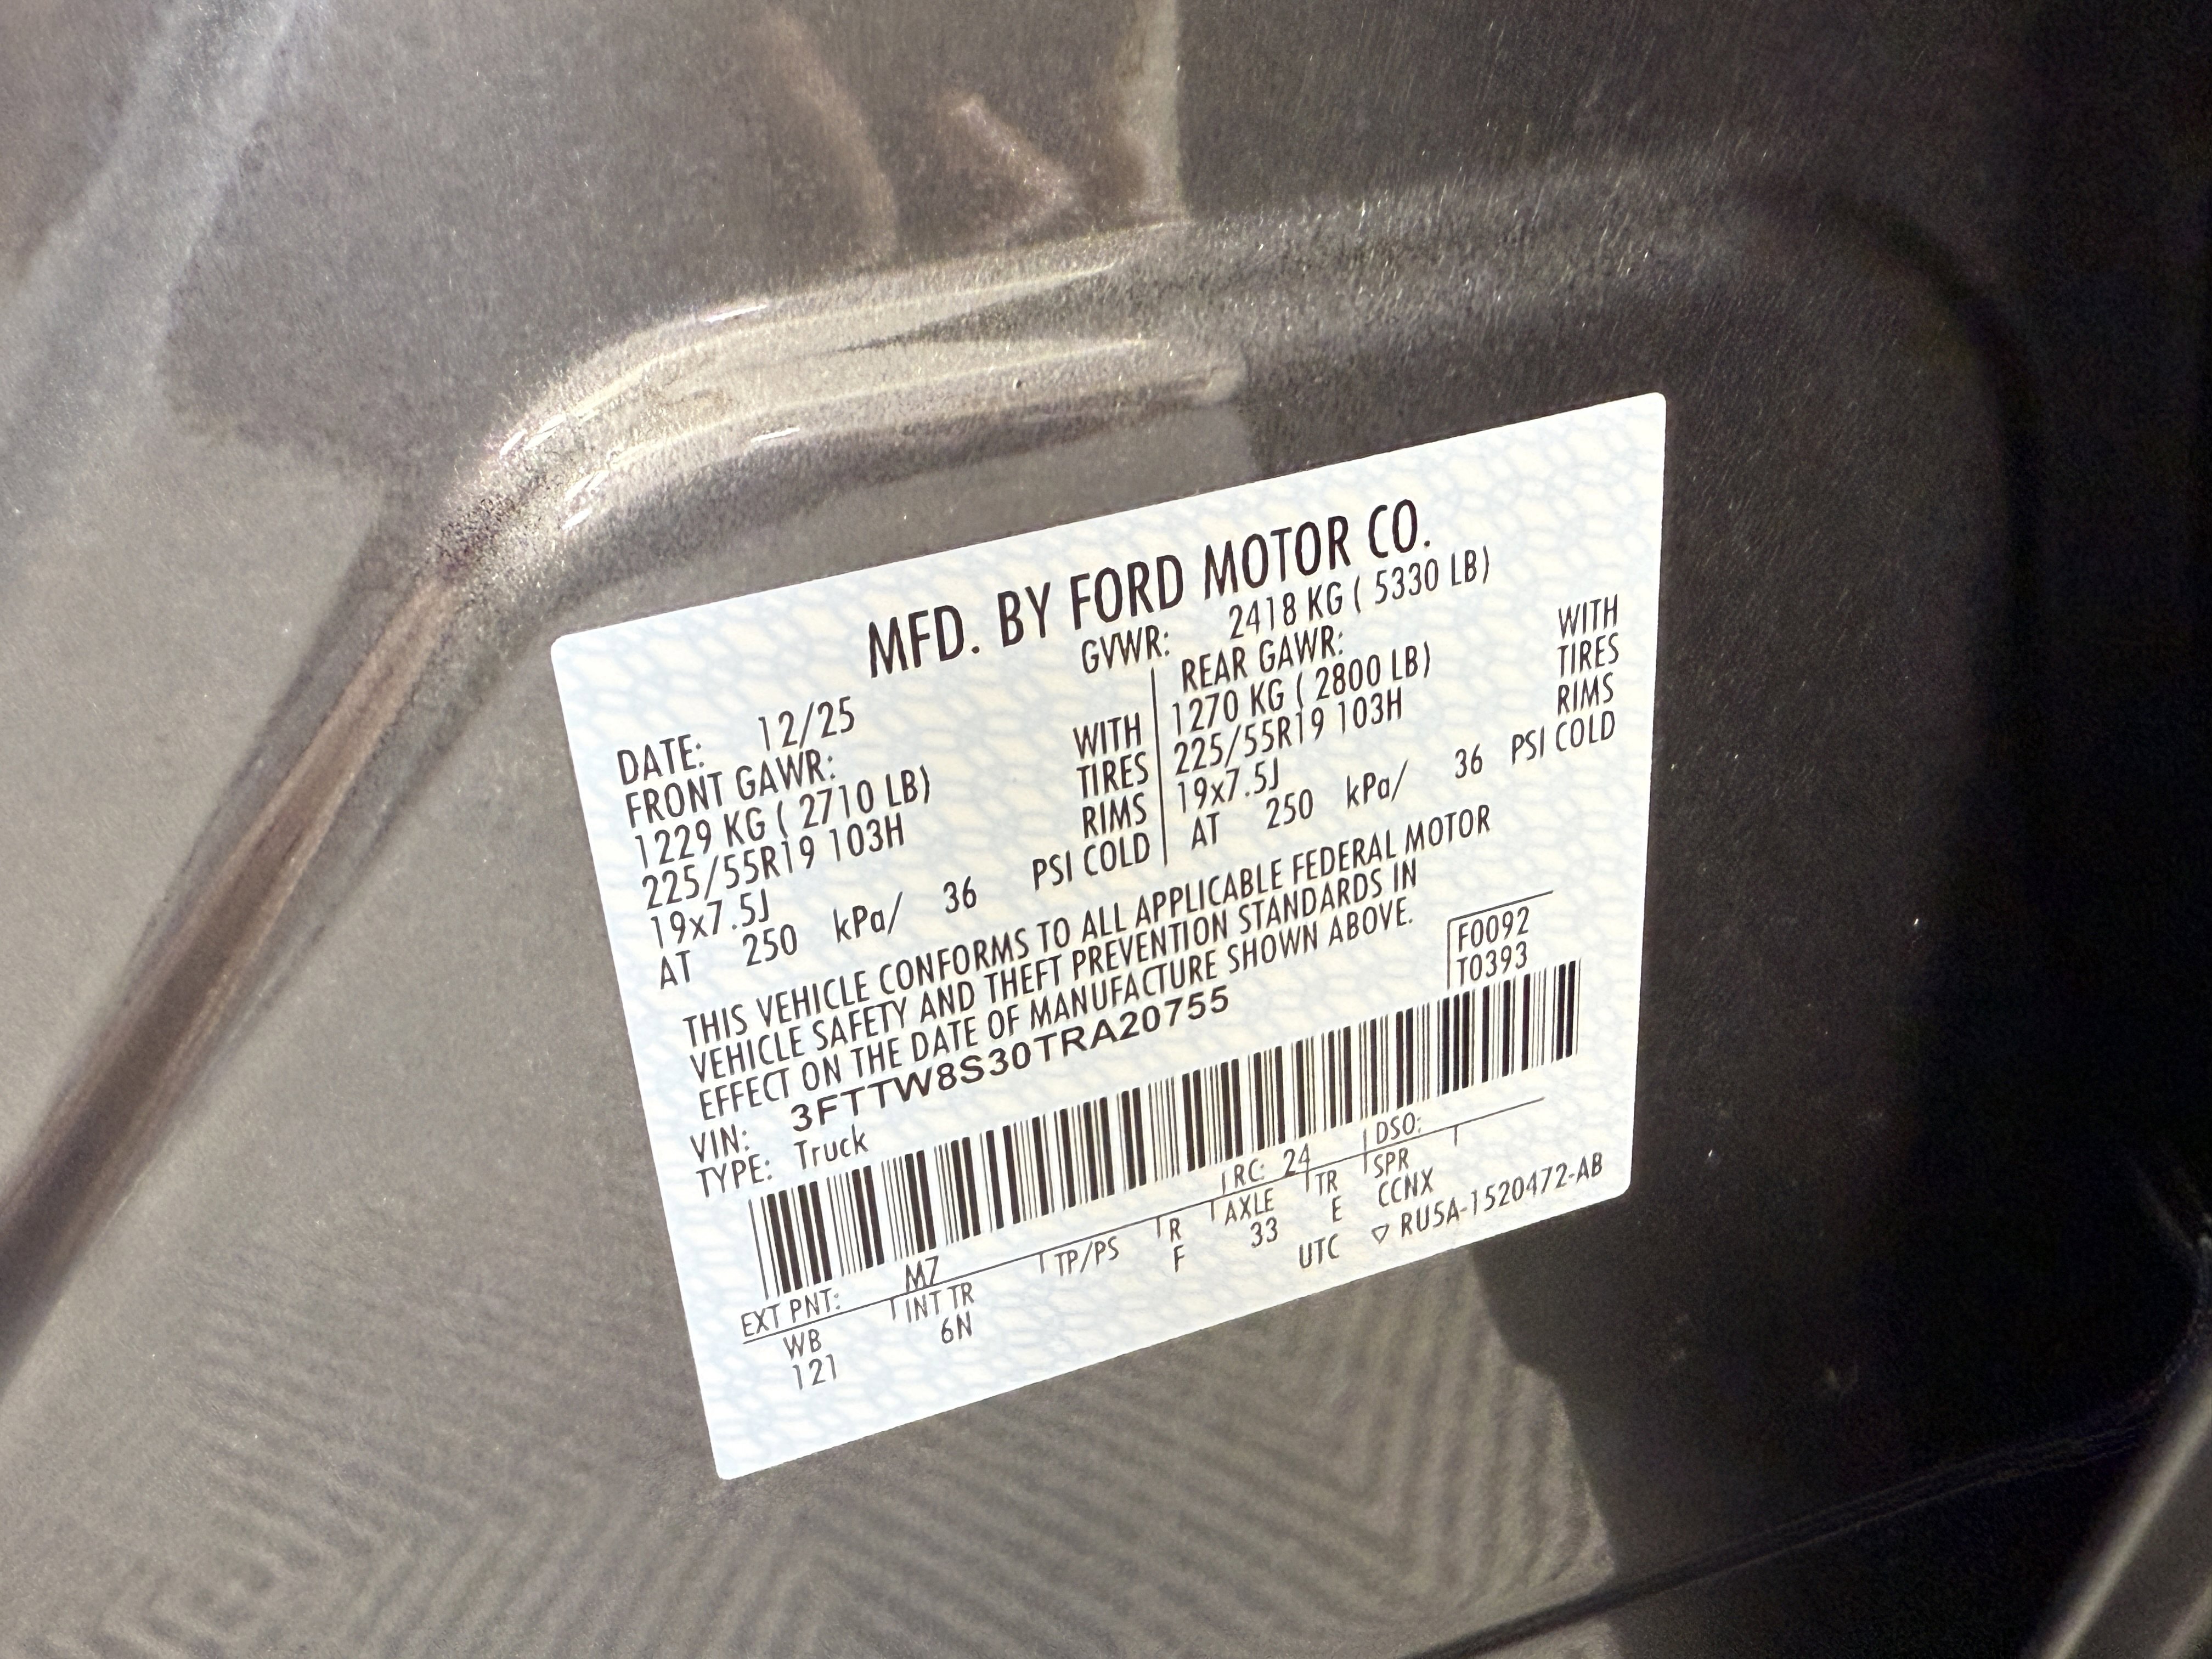 MFD. BY FORD MOTOR CO.
DATE: 12/25 GVWR: 2418 KG ( 5330 LB)
FRONT GAWR: REAR GAWR:
1229 KG ( 2710 LB) WITH 1270 KG ( 2800 LB) WITH
225/55R19 103H TIRES 225/55R19 103H TIRES
19x7.5J RIMS 19x7.5J RIMS
AT 250 kPa/ 36 PSI COLD AT 250 kPa/ 36 PSI COLD
THIS VEHICLE CONFORMS TO ALL APPLICABLE FEDERAL MOTOR
VEHICLE SAFETY AND THEFT PREVENTION STANDARDS IN
EFFECT ON THE DATE OF MANUFACTURE SHOWN ABOVE.
F0092
VIN: 3FTTW8S30TRA20755
T0393
TYPE: Truck
EXT PNT: M7 RC: 24 DSO:
WB INT TR TP/PS R AXLE TR SPR
121 6N F 33 E CCNX
UTC ▽ RU5A-1520472-AB